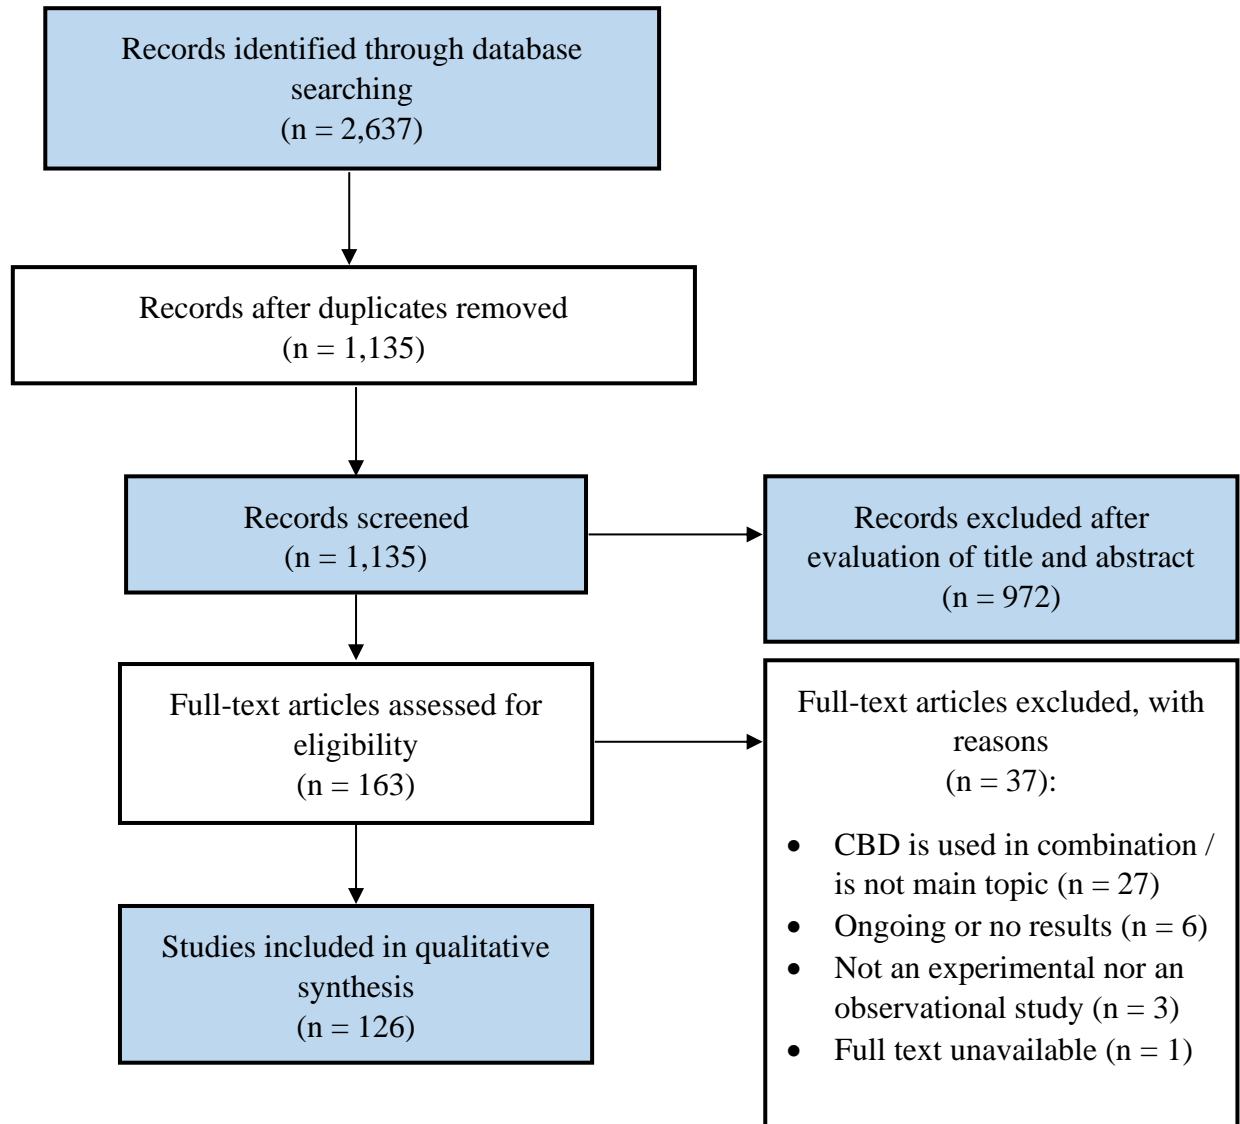 Records identified through database
searching
(n = 2,637)
Records after duplicates removed
(n = 1,135)
Records screened
(n = 1,135)
Records excluded after
evaluation of title and abstract
(n = 972)
Full-text articles assessed for
eligibility
(n = 163)
Full-text articles excluded, with
reasons
(n = 37):
• CBD is used in combination /
is not main topic (n = 27)
• Ongoing or no results (n = 6)
• Not an experimental nor an
observational study (n = 3)
• Full text unavailable (n = 1)
Studies included in qualitative
synthesis
(n = 126)